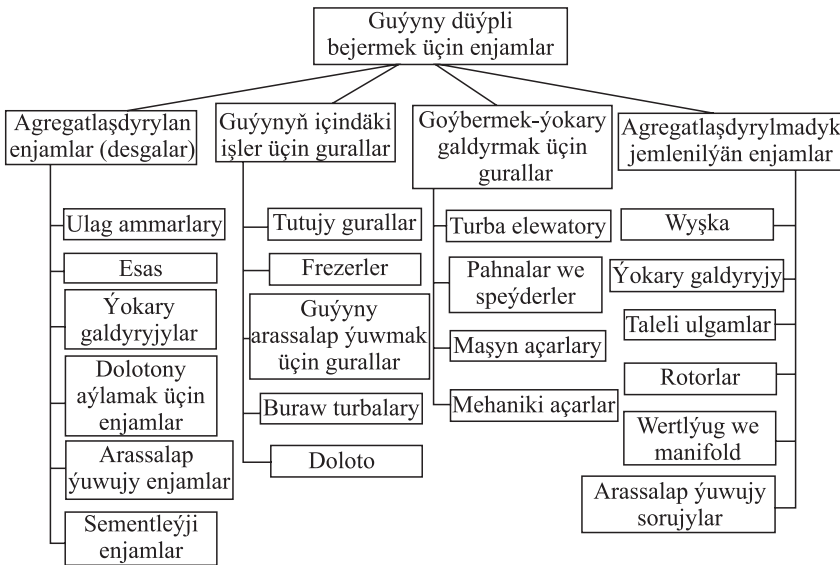 Guýyny düýpli
bejermek üçin enjamlar
Agregatlaşdyrylan
enjamlar (desgalar)
Ulag ammarlary
Esas
Ýokary
galdyryjylar
Dolotony
aýlamak üçin
enjamlar
Arassalap
ýuwujy enjamlar
Sementleýji
enjamlar
Guýynyň içindäki
işler üçin gurallar
Tutujy gurallar
Frezerler
Guýyny
arassalap ýuwmak
üçin gurallar
Buraw turbalary
Doloto
Goýbermek-ýokary
galdyrmak üçin
gurallar
Turba elewatory
Pahnalar we
speýderler
Maşyn açarlary
Mehaniki açarlar
Agregatlaşdyrylmadyk
jemlenilýän enjamlar
Wyşka
Ýokary galdyryjy
Taleli ulgamlar
Rotorlar
Wertlýug we
manifold
Arassalap ýuwujy
sorujylar